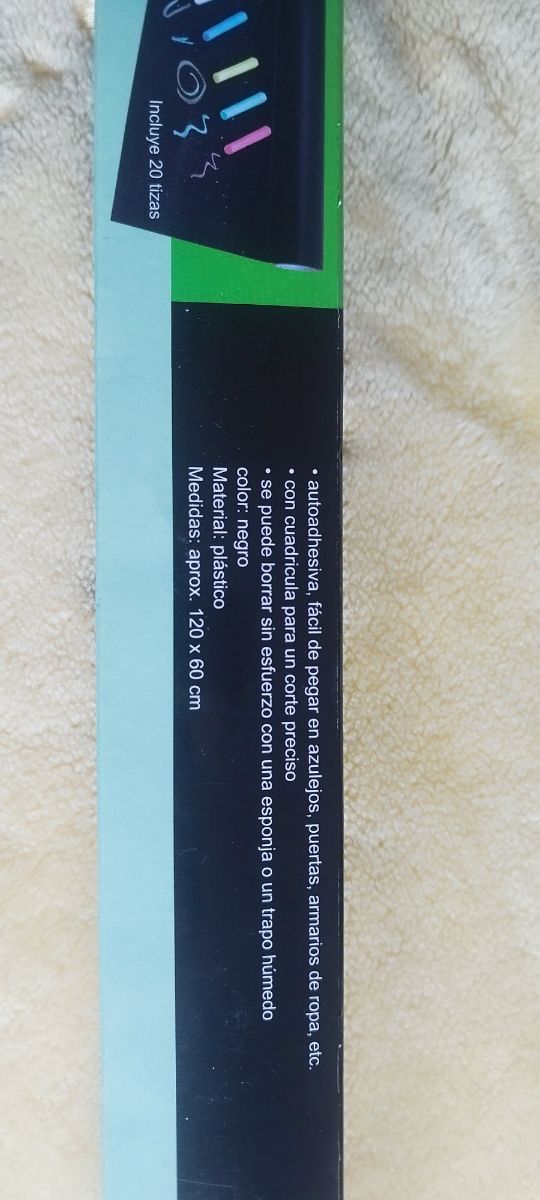 Incluye 20 tizas
• autoadhesiva, fácil de pegar en azulejos, puertas, armarios de ropa, etc.
• con cuadricula para un corte preciso
• se puede borrar sin esfuerzo con una esponja o un trapo húmedo
color: negro
Material: plástico
Medidas: aprox. 120 x 60 cm